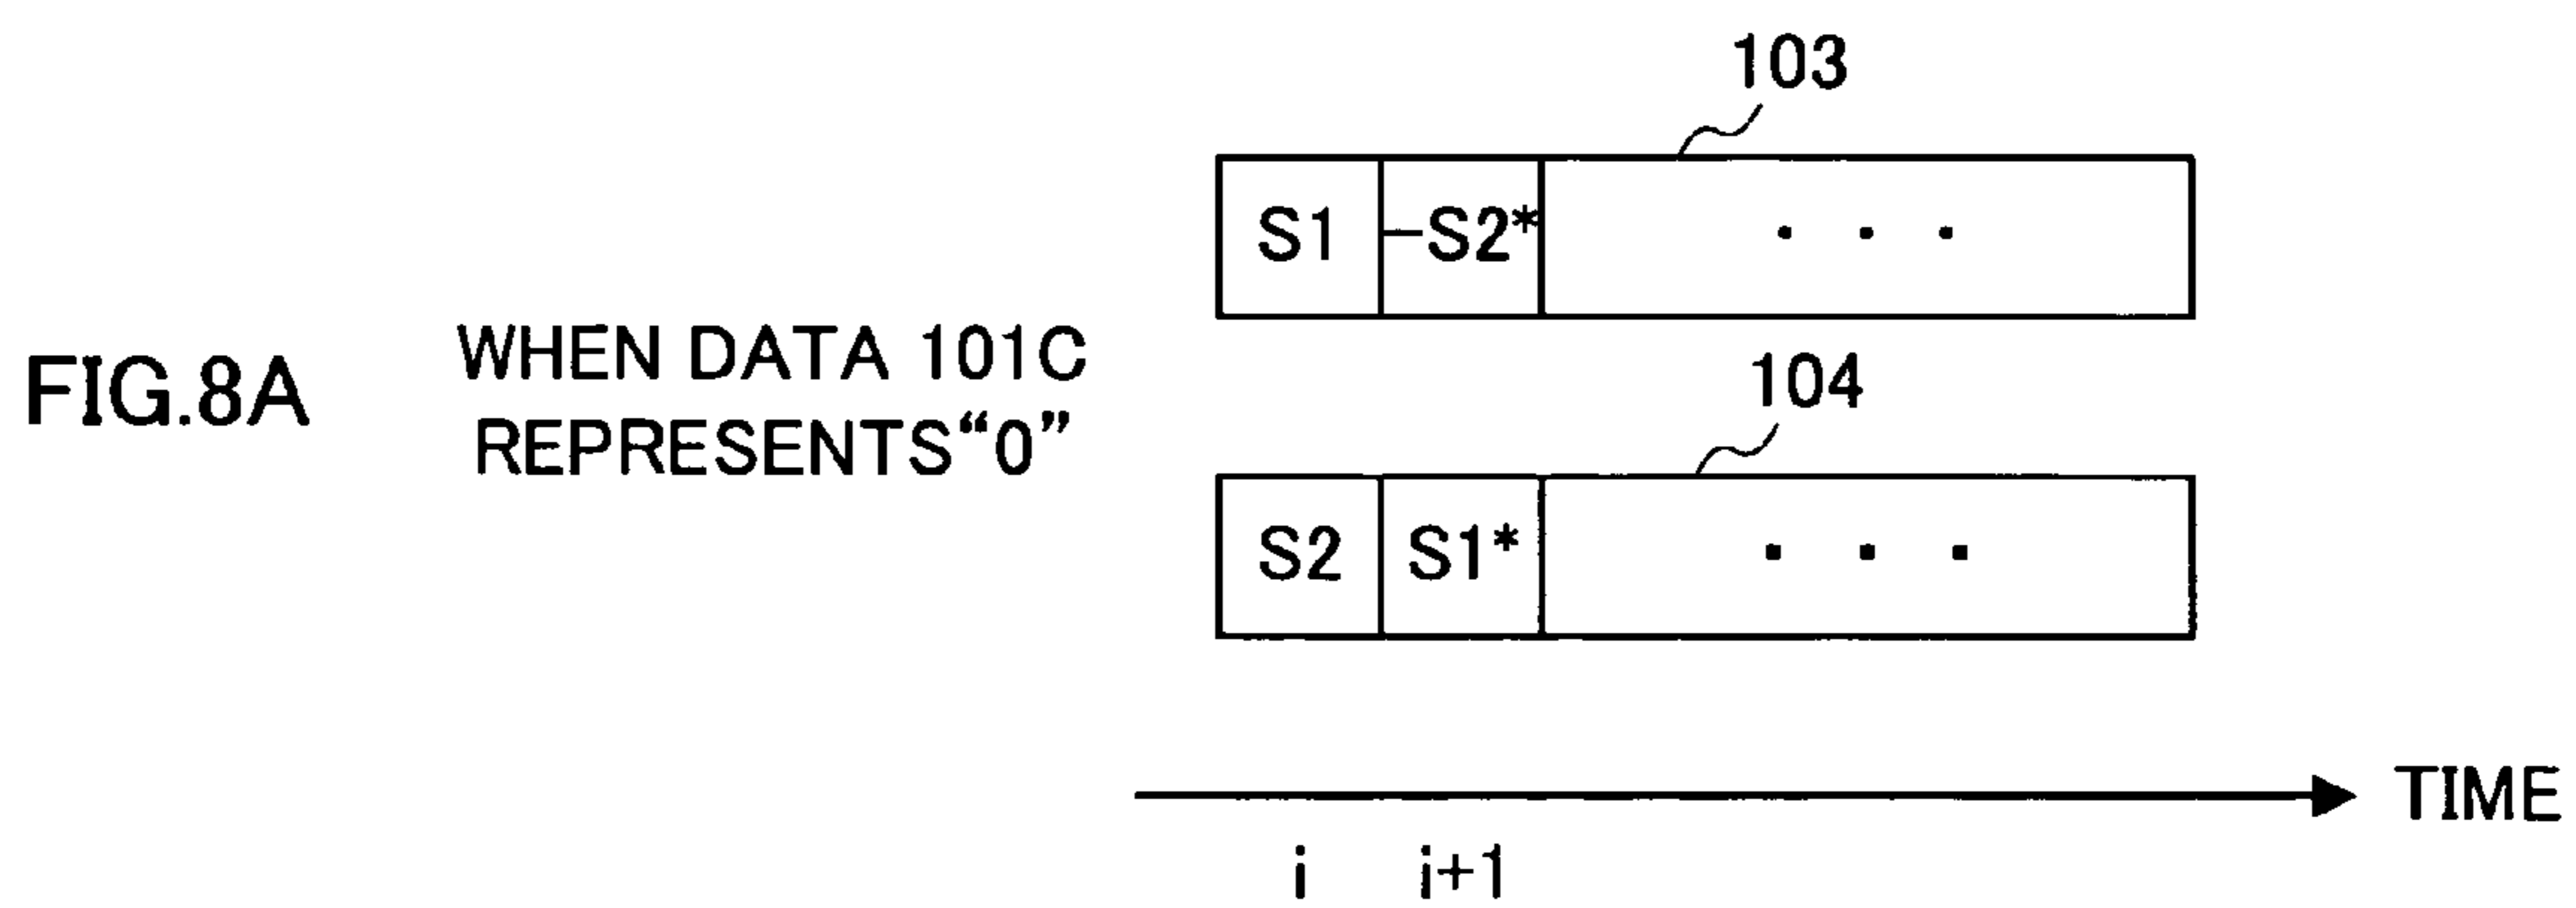 FIG.8A
WHEN DATA 101C
REPRESENTS“0”
103
S1 −S2* · · ·
104
S2 S1* · · ·
TIME
i i+1